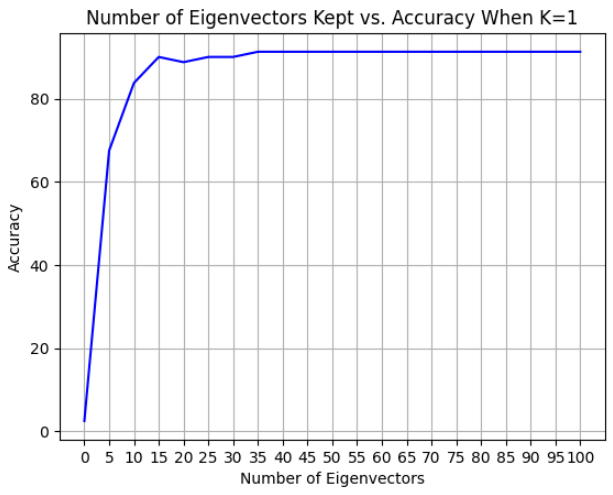 Number of Eigenvectors Kept vs. Accuracy When K=1
80
60
40
20
0
Accuracy
0 5 10 15 20 25 30 35 40 45 50 55 60 65 70 75 80 85 90 95 100
Number of Eigenvectors